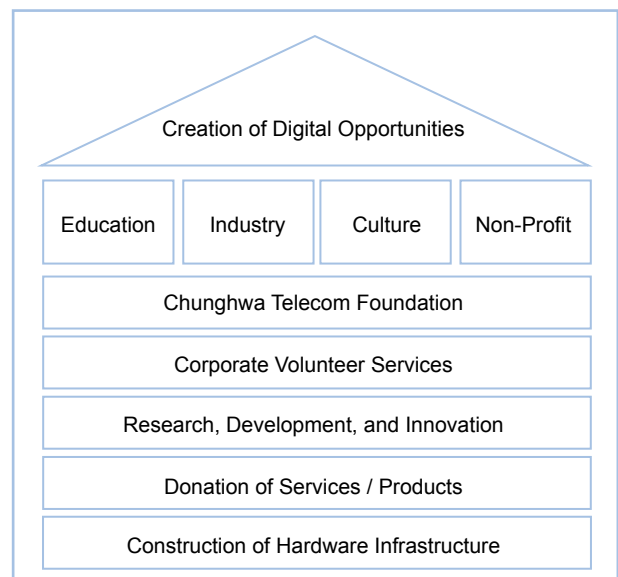 Creation of Digital Opportunities
Education
Industry
Culture
Non-Profit
Chunghwa Telecom Foundation
Corporate Volunteer Services
Research, Development, and Innovation
Donation of Services / Products
Construction of Hardware Infrastructure